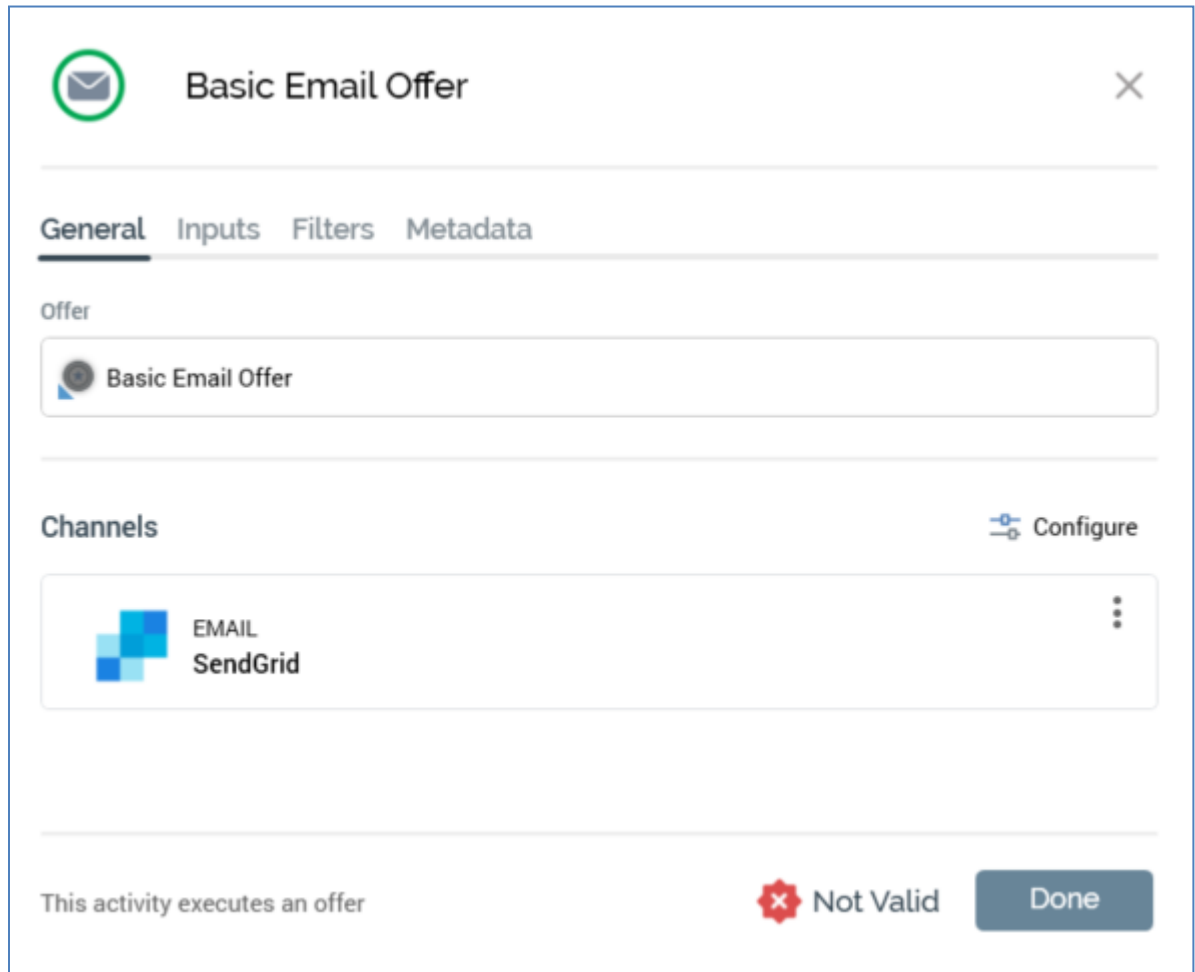 Basic Email Offer
General Inputs Filters Metadata
Offer
Basic Email Offer
Channels
Configure
EMAIL
SendGrid
This activity executes an offer
Not Valid
Done